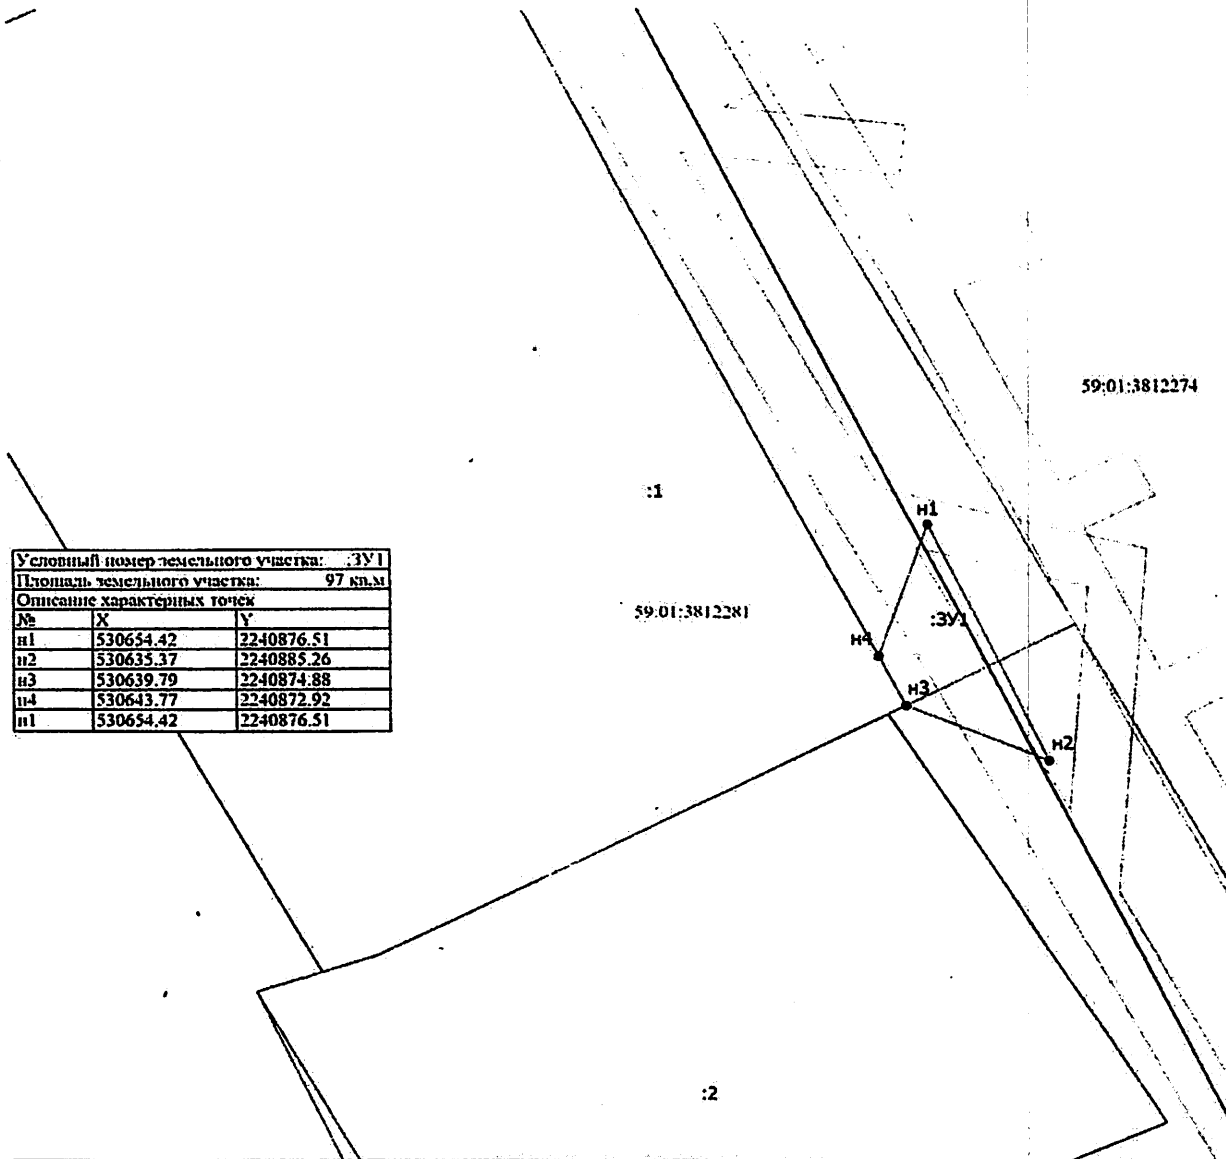 59:01:3812274
:1
н1
Условный номер земельного участка: :ЗУ1
Площадь земельного участка: 97 кв.м
Описание характерных точек
№ X Y
н1 530654.42 2240876.51
н2 530635.37 2240885.26
н3 530639.79 2240874.88
н4 530643.77 2240872.92
н1 530654.42 2240876.51
59:01:3812281
:ЗУ1
н4
н3
н2
:2